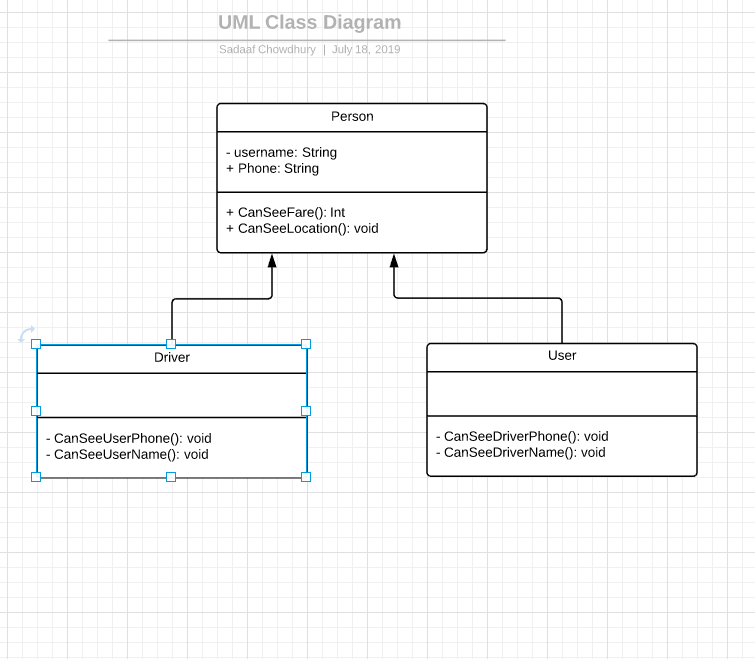 UML Class Diagram
Sadaaf Chowdhury | July 18, 2019
Person
- username: String
+ Phone: String
+ CanSeeFare(): Int
+ CanSeeLocation(): void
Driver
- CanSeeUserPhone(): void
- CanSeeUserName(): void
User
- CanSeeDriverPhone(): void
- CanSeeDriverName(): void